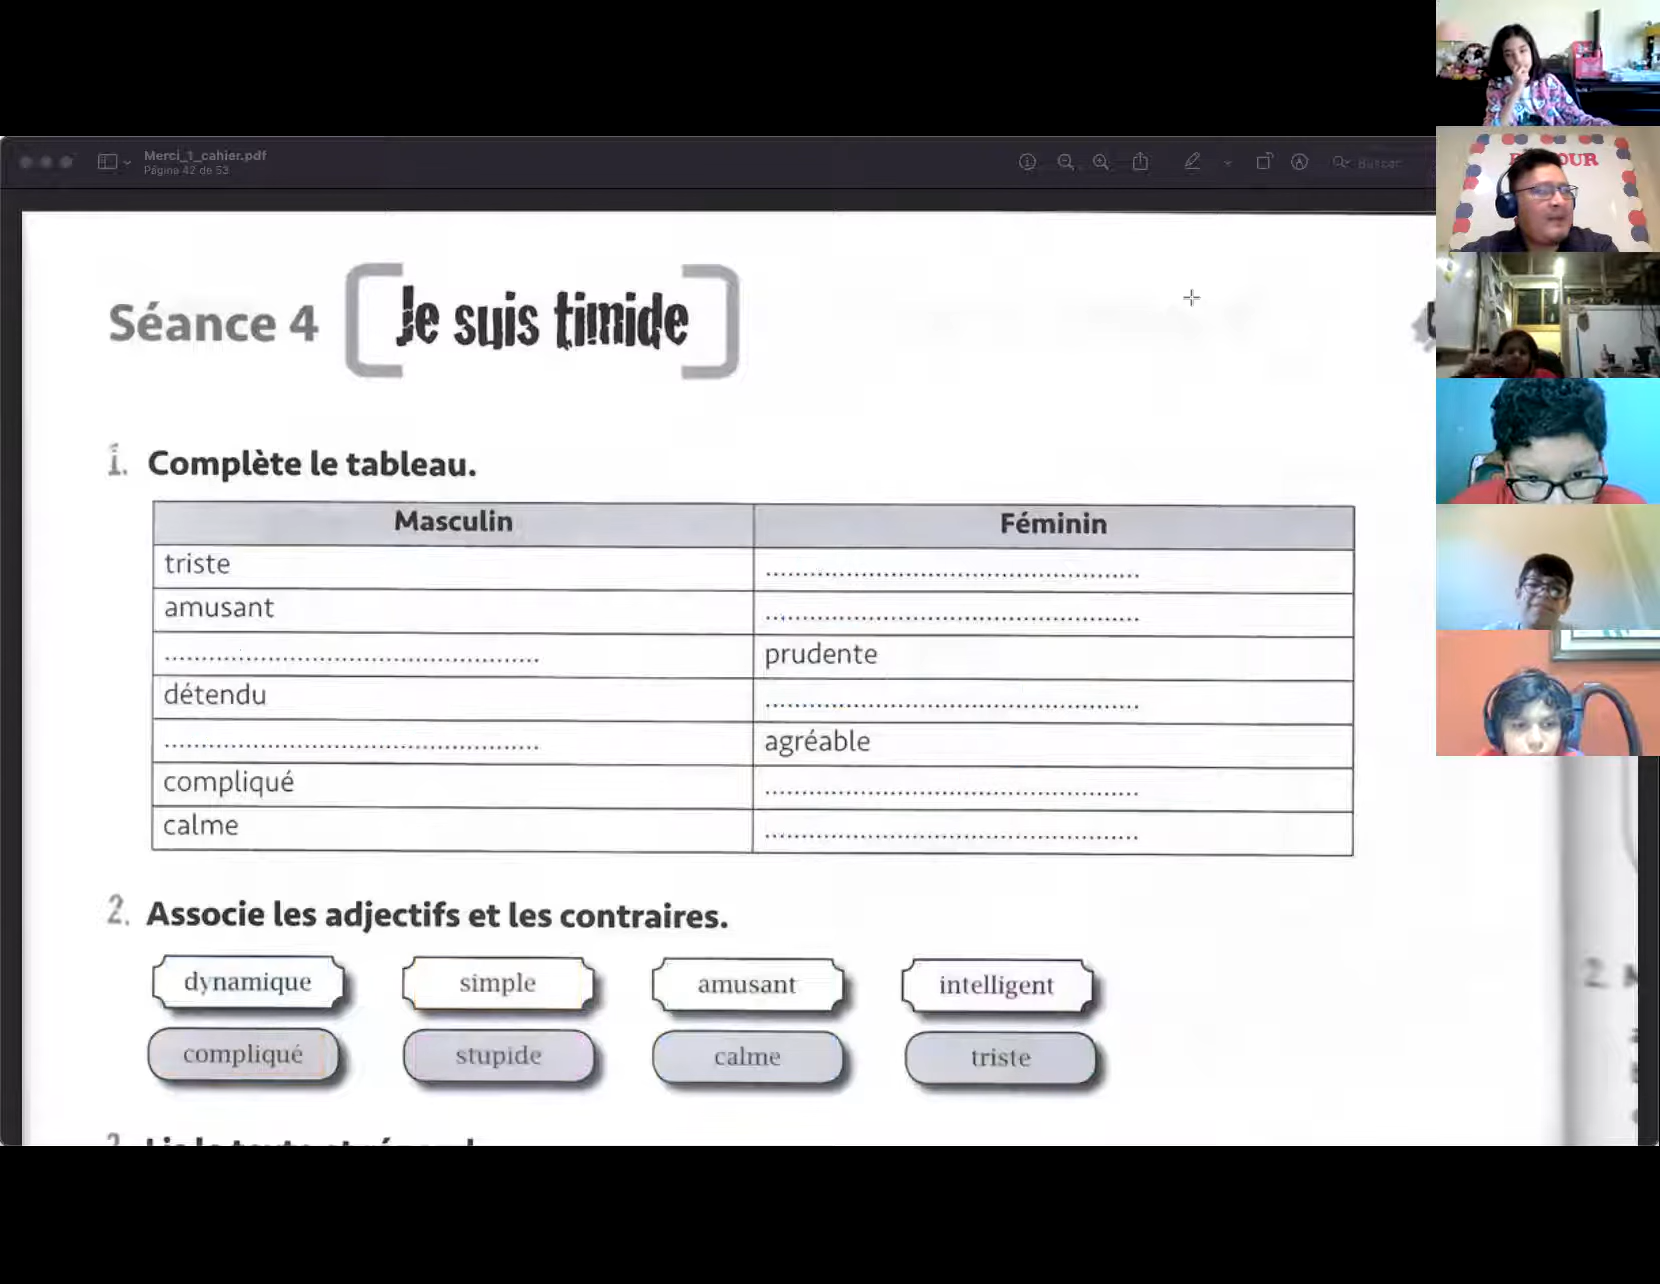 Merci_1_cahier.pdf
Página 42 de 53
Buscar
Séance 4 [Je suis timide]
1. Complète le tableau.
Masculin Féminin
triste ..................................................
amusant ..................................................
.................................................. prudente
détendu ..................................................
.................................................. agréable
compliqué ..................................................
calme ..................................................
2. Associe les adjectifs et les contraires.
dynamique simple amusant intelligent
compliqué stupide calme triste